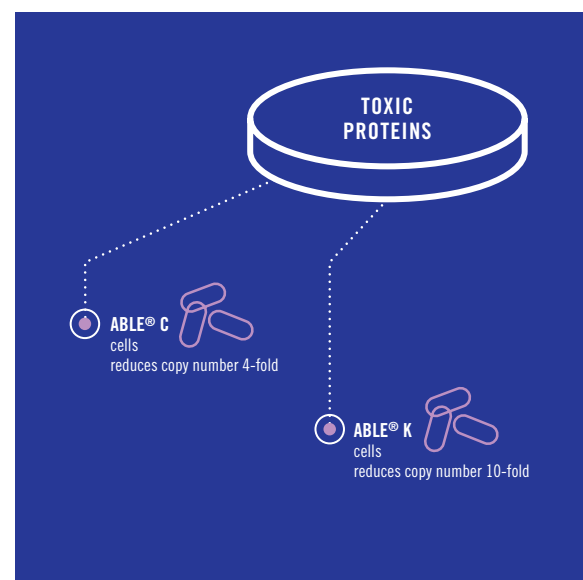 TOXIC
PROTEINS
ABLE® C
cells
reduces copy number 4-fold
ABLE® K
cells
reduces copy number 10-fold